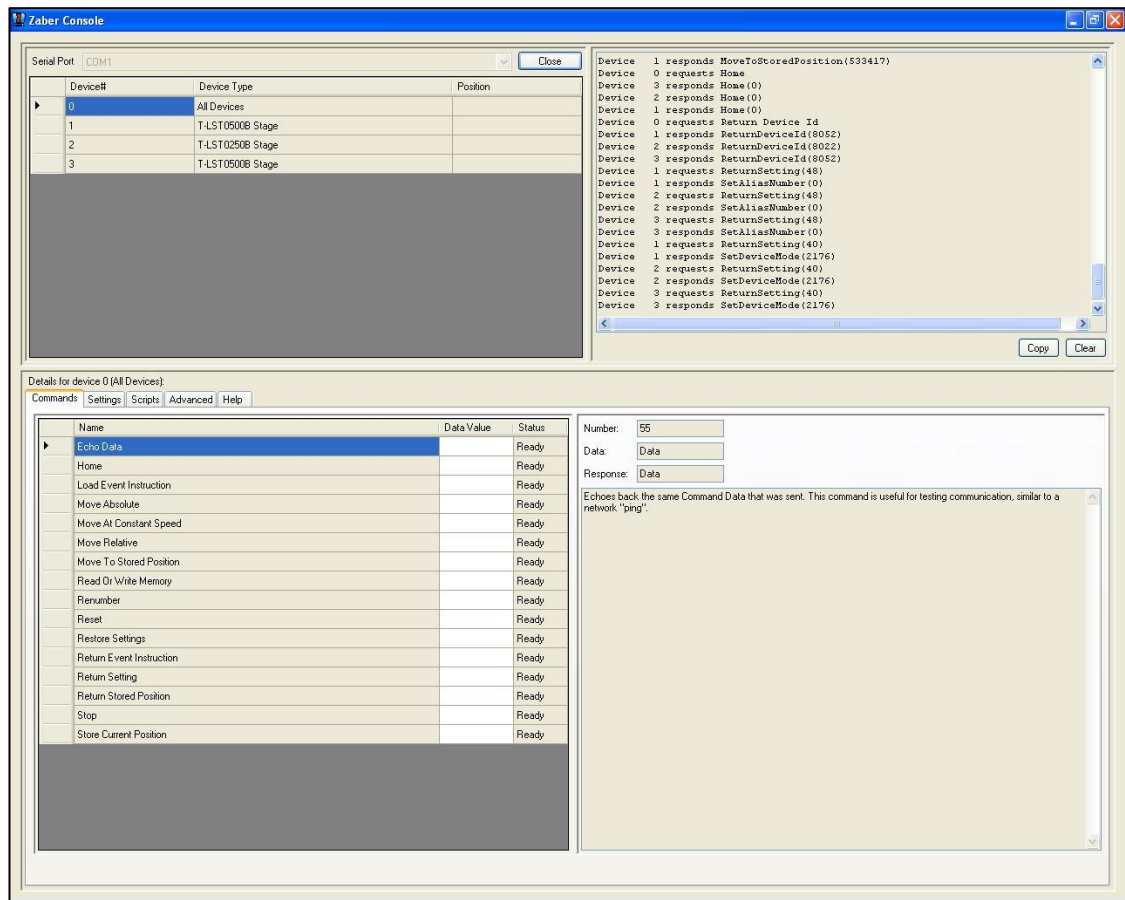 Zaber Console
Serial Port COM1 Close
Device# Device Type Position
0 All Devices
1 T-LST0500B Stage
2 T-LST0250B Stage
3 T-LST0500B Stage
Device 1 responds MoveToStoredPosition(533417)
Device 0 requests Home
Device 3 responds Home(0)
Device 2 responds Home(0)
Device 1 responds Home(0)
Device 0 requests Return Device Id
Device 1 responds ReturnDeviceId(8052)
Device 2 responds ReturnDeviceId(8022)
Device 3 responds ReturnDeviceId(8052)
Device 1 requests ReturnSetting(48)
Device 1 responds SetAliasNumber(0)
Device 2 requests ReturnSetting(48)
Device 2 responds SetAliasNumber(0)
Device 3 requests ReturnSetting(48)
Device 3 responds SetAliasNumber(0)
Device 1 requests ReturnSetting(40)
Device 1 responds SetDeviceMode(2176)
Device 2 requests ReturnSetting(40)
Device 2 responds SetDeviceMode(2176)
Device 3 requests ReturnSetting(40)
Device 3 responds SetDeviceMode(2176)
Copy Clear
Details for device 0 (All Devices):
Commands Settings Scripts Advanced Help
Name Data Value Status
Echo Data Ready
Home Ready
Load Event Instruction Ready
Move Absolute Ready
Move At Constant Speed Ready
Move Relative Ready
Move To Stored Position Ready
Read Or Write Memory Ready
Renumber Ready
Reset Ready
Restore Settings Ready
Return Event Instruction Ready
Return Setting Ready
Return Stored Position Ready
Stop Ready
Store Current Position Ready
Number: 55
Data: Data
Response: Data
Echoes back the same Command Data that was sent. This command is useful for testing communication, similar to a
network "ping".